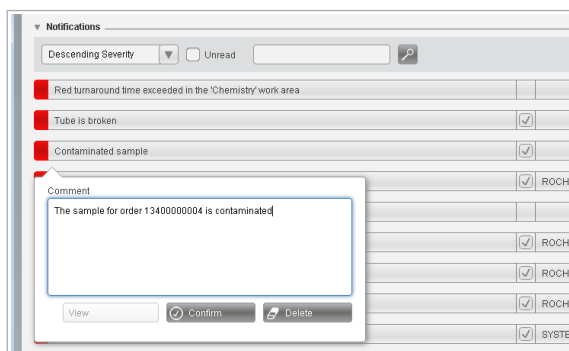 Notifications
Descending Severity Unread
Red turnaround time exceeded in the 'Chemistry' work area
Tube is broken
Contaminated sample
ROCH
Comment
The sample for order 13400000004 is contaminated
ROCH
ROCH
ROCH
View Confirm Delete
SYSTE